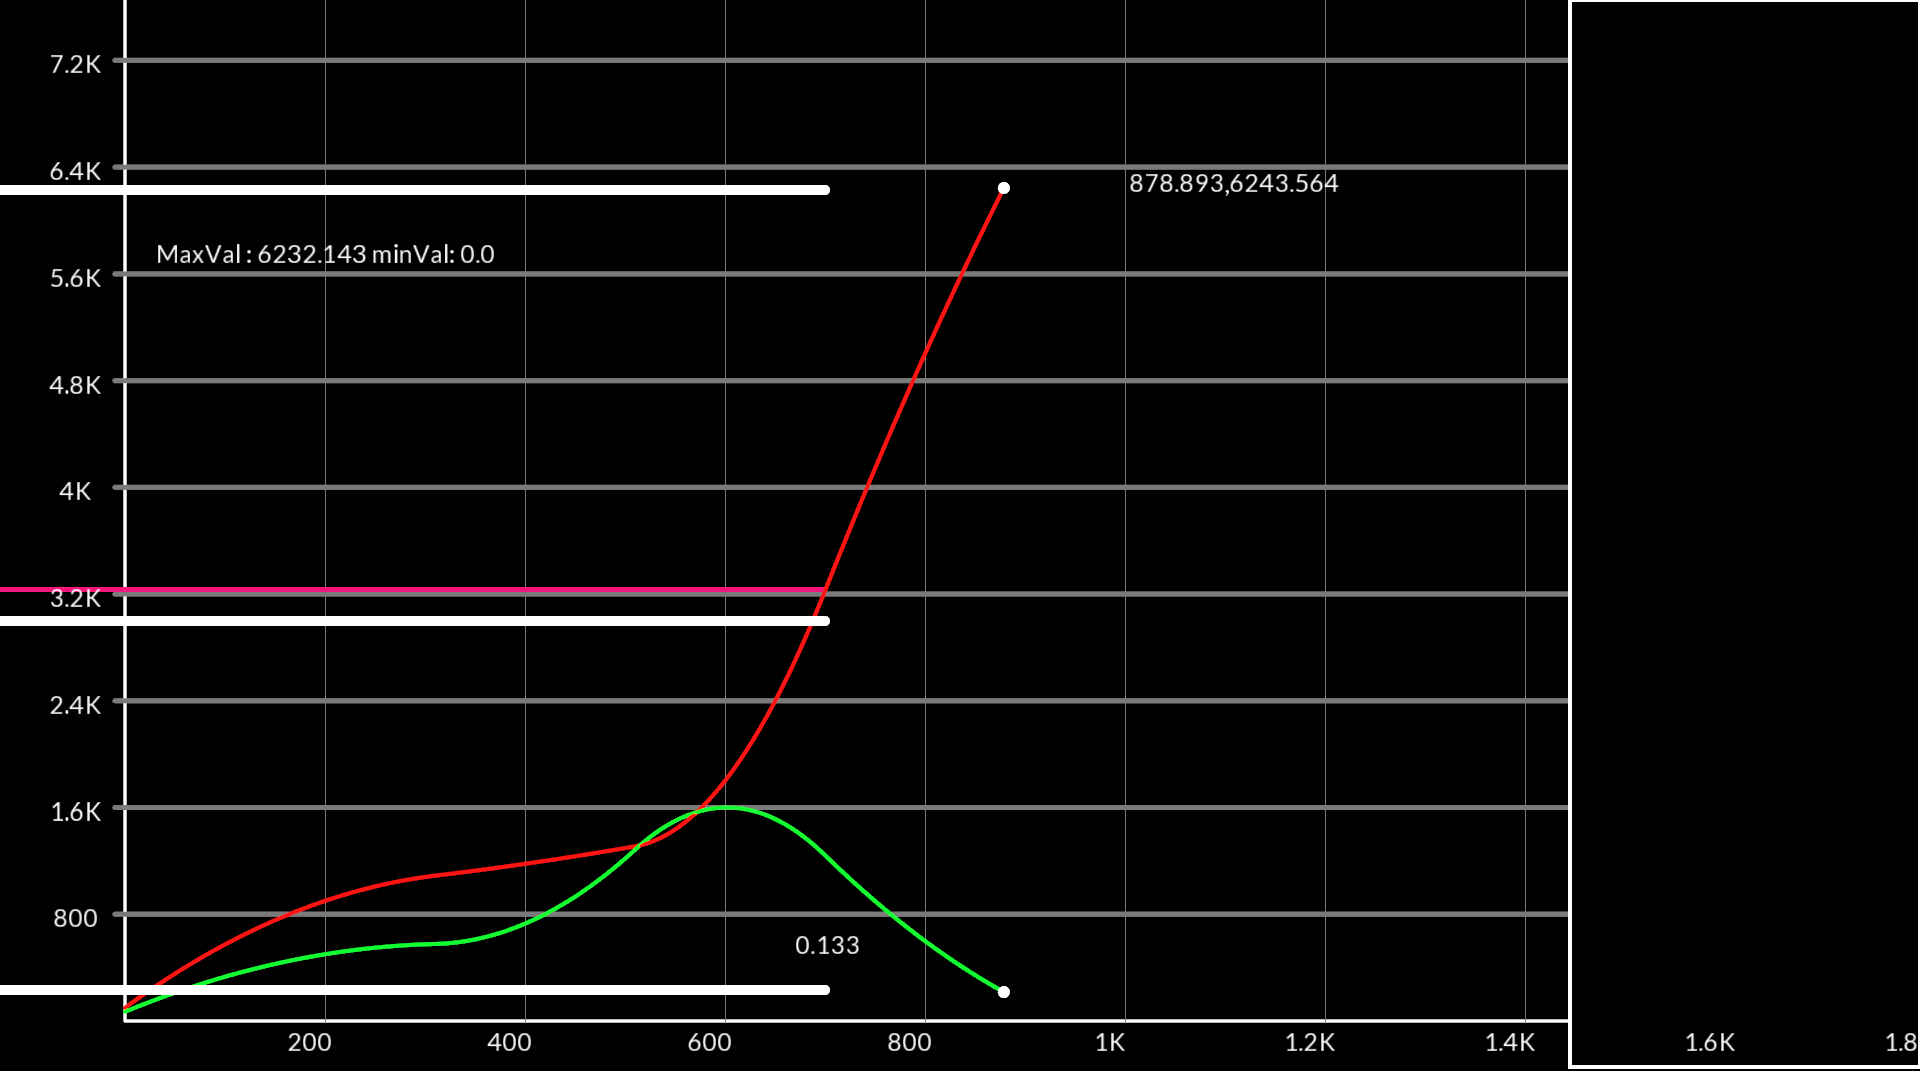 7.2K
6.4K
878.893,6243.564
MaxVal : 6232.143 minVal: 0.0
5.6K
4.8K
4K
3.2K
2.4K
1.6K
800
0.133
200 400 600 800 1K 1.2K 1.4K 1.6K 1.8